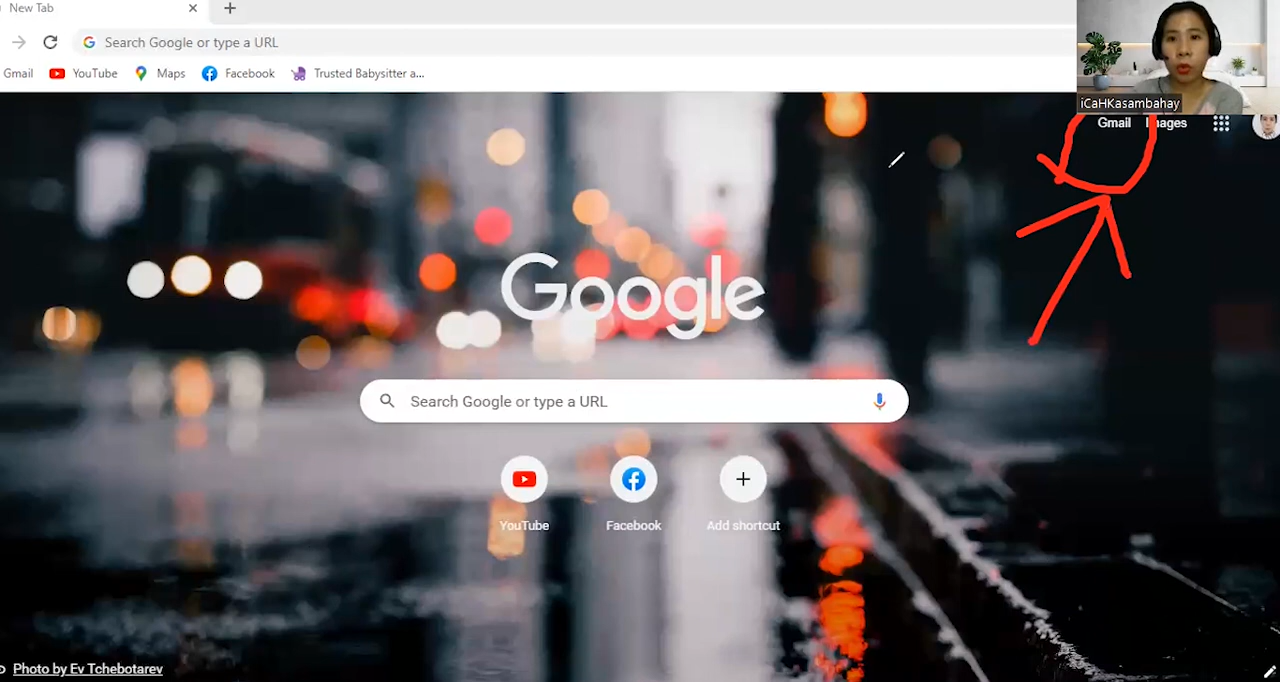 New Tab
Search Google or type a URL
Gmail YouTube Maps Facebook Trusted Babysitter a...
iCaHKasambahay
Gmail Images
Google
Search Google or type a URL
YouTube Facebook Add shortcut
Photo by Ev Tchebotarev